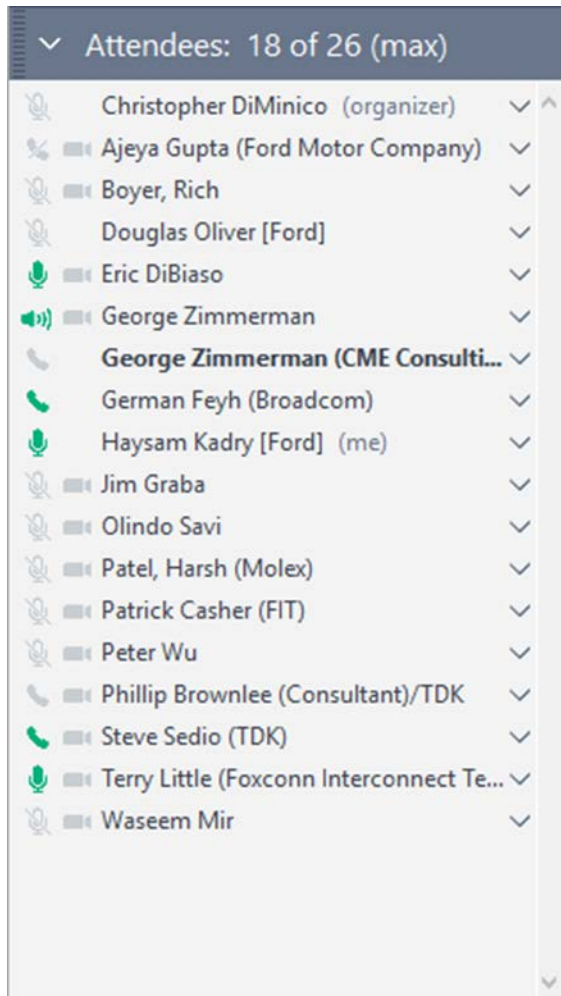 Attendees: 18 of 26 (max)
Christopher DiMinico (organizer)
Ajeya Gupta (Ford Motor Company)
Boyer, Rich
Douglas Oliver [Ford]
Eric DiBiaso
George Zimmerman
George Zimmerman (CME Consulti...
German Feyh (Broadcom)
Haysam Kadry [Ford] (me)
Jim Graba
Olindo Savi
Patel, Harsh (Molex)
Patrick Casher (FIT)
Peter Wu
Phillip Brownlee (Consultant)/TDK
Steve Sedio (TDK)
Terry Little (Foxconn Interconnect Te...
Waseem Mir